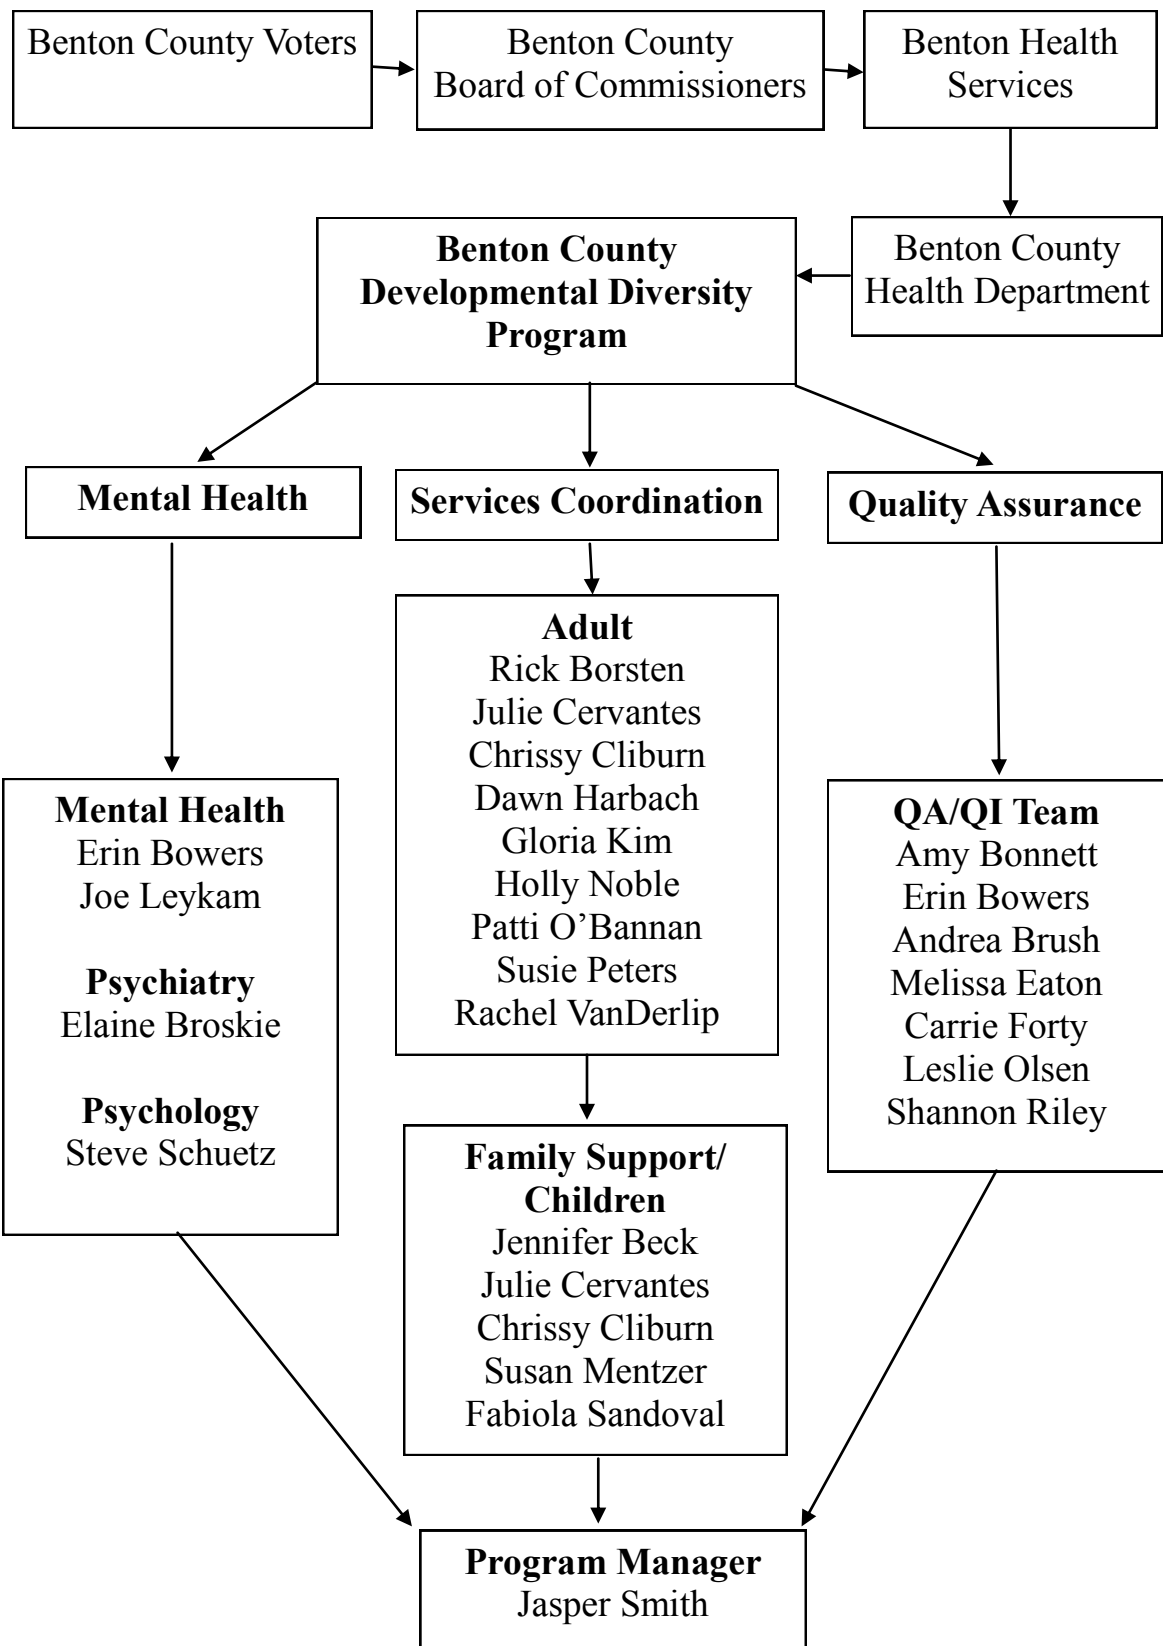 Benton County Voters
Benton County
Board of Commissioners
Benton Health
Services
Benton County
Health Department
Benton County
Developmental Diversity
Program
Mental Health
Services Coordination
Quality Assurance
Mental Health
Erin Bowers
Joe Leykam
Psychiatry
Elaine Broskie
Psychology
Steve Schuetz
Adult
Rick Borsten
Julie Cervantes
Chrissy Cliburn
Dawn Harbach
Gloria Kim
Holly Noble
Patti O’Bannan
Susie Peters
Rachel VanDerlip
Family Support/
Children
Jennifer Beck
Julie Cervantes
Chrissy Cliburn
Susan Mentzer
Fabiola Sandoval
QA/QI Team
Amy Bonnett
Erin Bowers
Andrea Brush
Melissa Eaton
Carrie Forty
Leslie Olsen
Shannon Riley
Program Manager
Jasper Smith